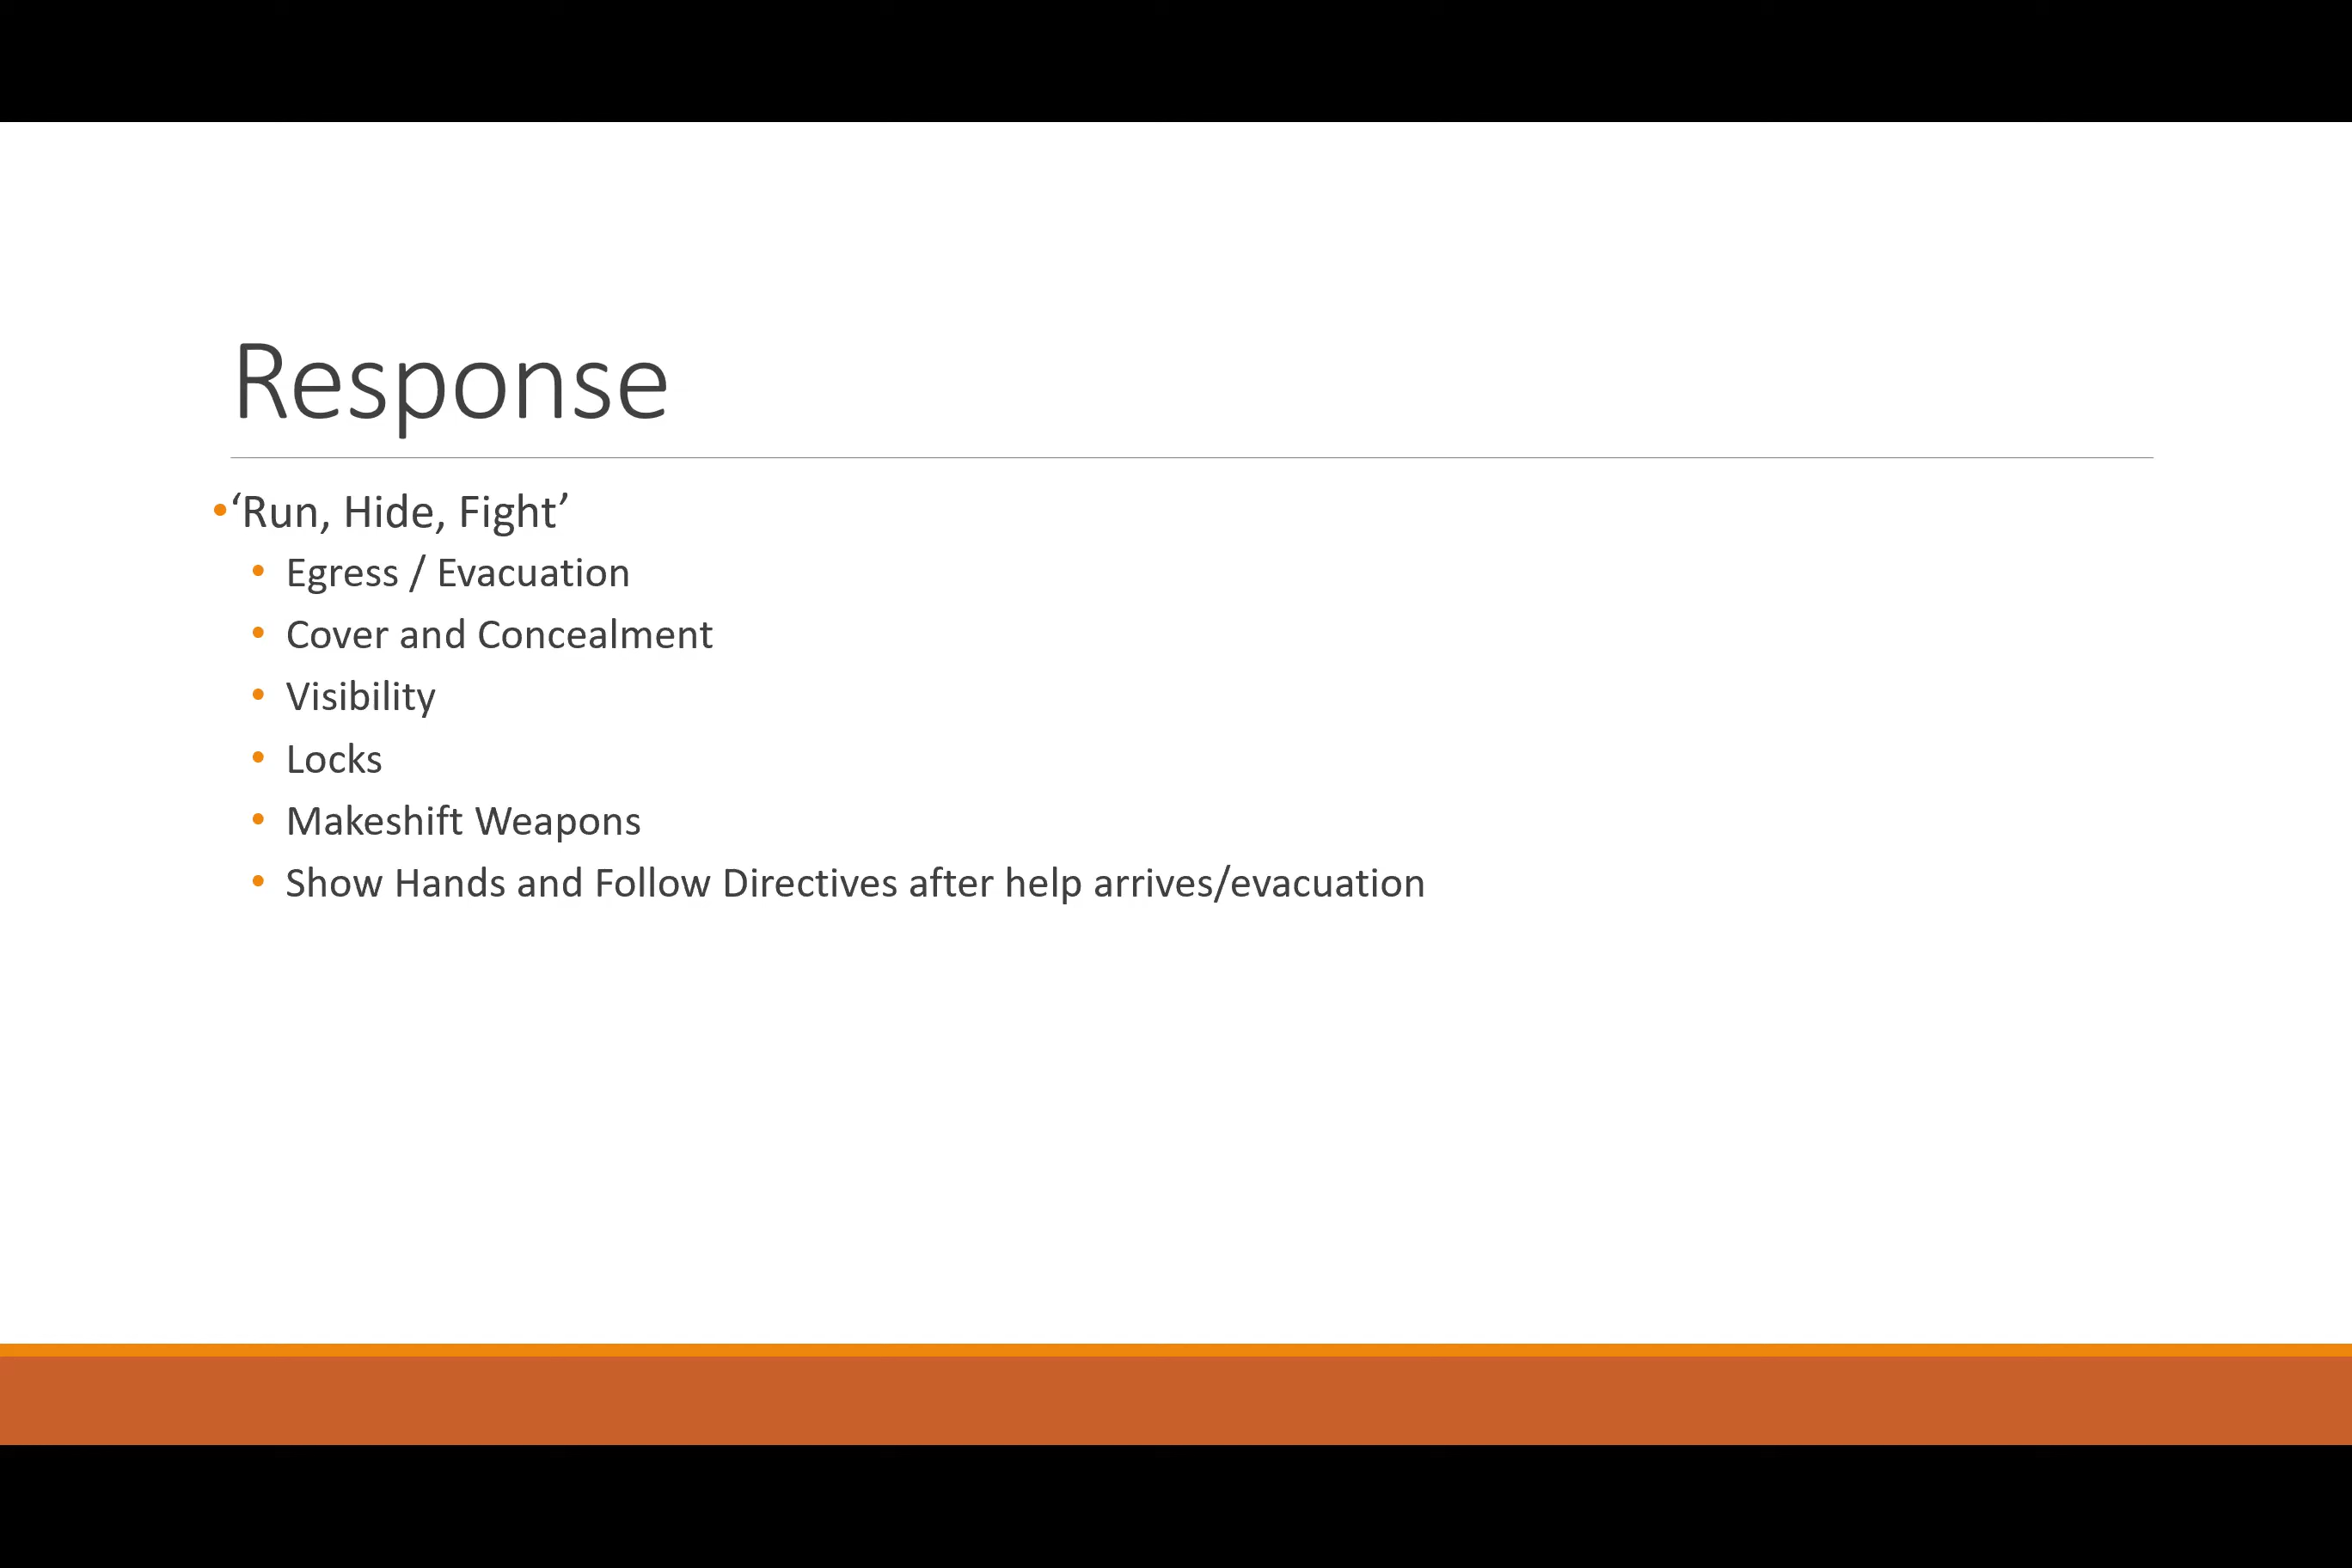 Response
•‘Run, Hide, Fight’
• Egress / Evacuation
• Cover and Concealment
• Visibility
• Locks
• Makeshift Weapons
• Show Hands and Follow Directives after help arrives/evacuation